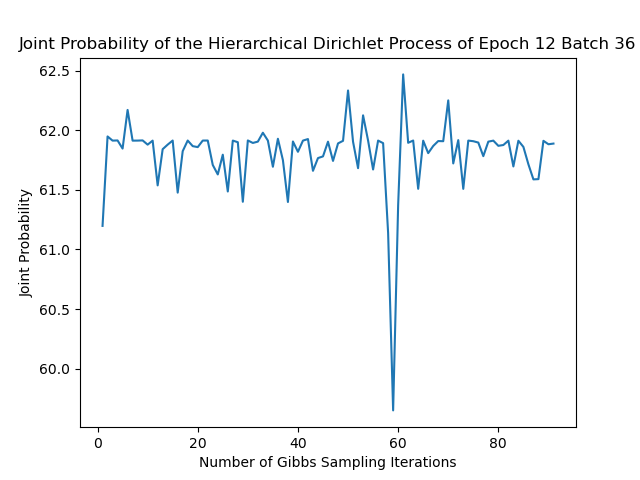 Joint Probability of the Hierarchical Dirichlet Process of Epoch 12 Batch 36
62.5
62.0
61.5
61.0
60.5
60.0
Joint Probability
0 20 40 60 80
Number of Gibbs Sampling Iterations